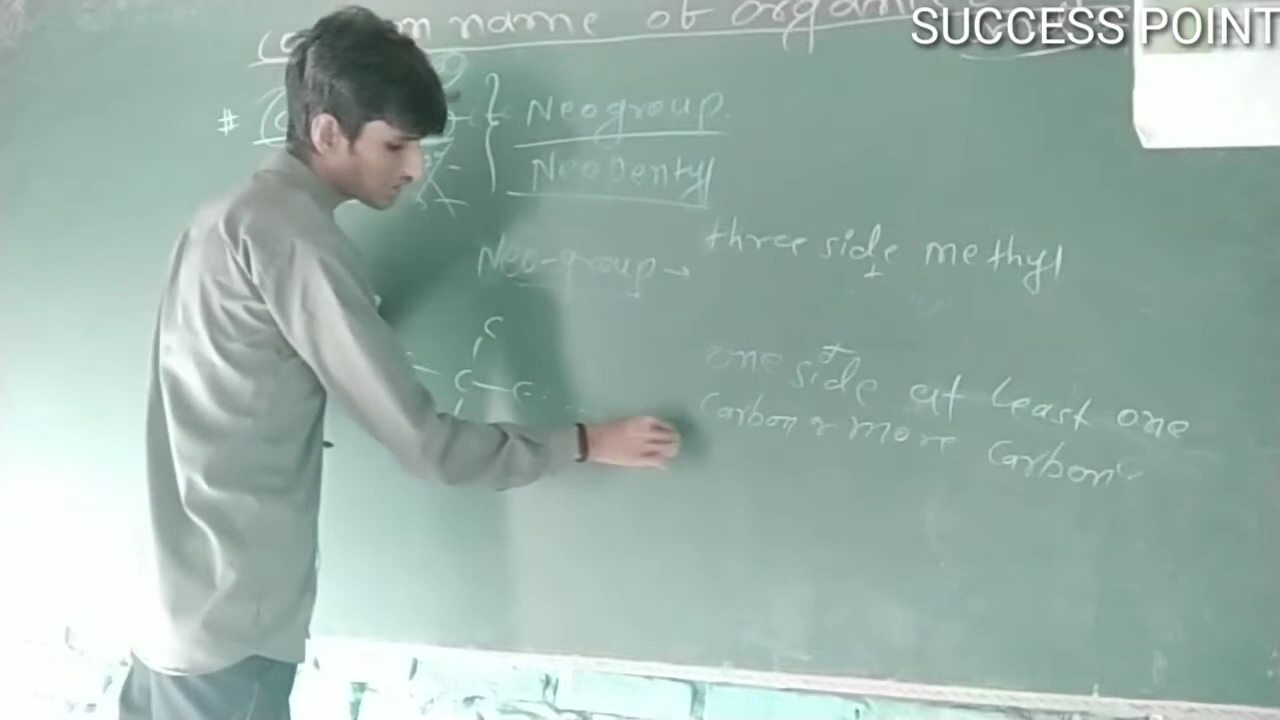 SUCCESS POINT
name of organi
# Neogroup.
Neopentyl
Neo-group →
three side methyl
+
one side at least one
Carbon & more Carbon
C
C — C